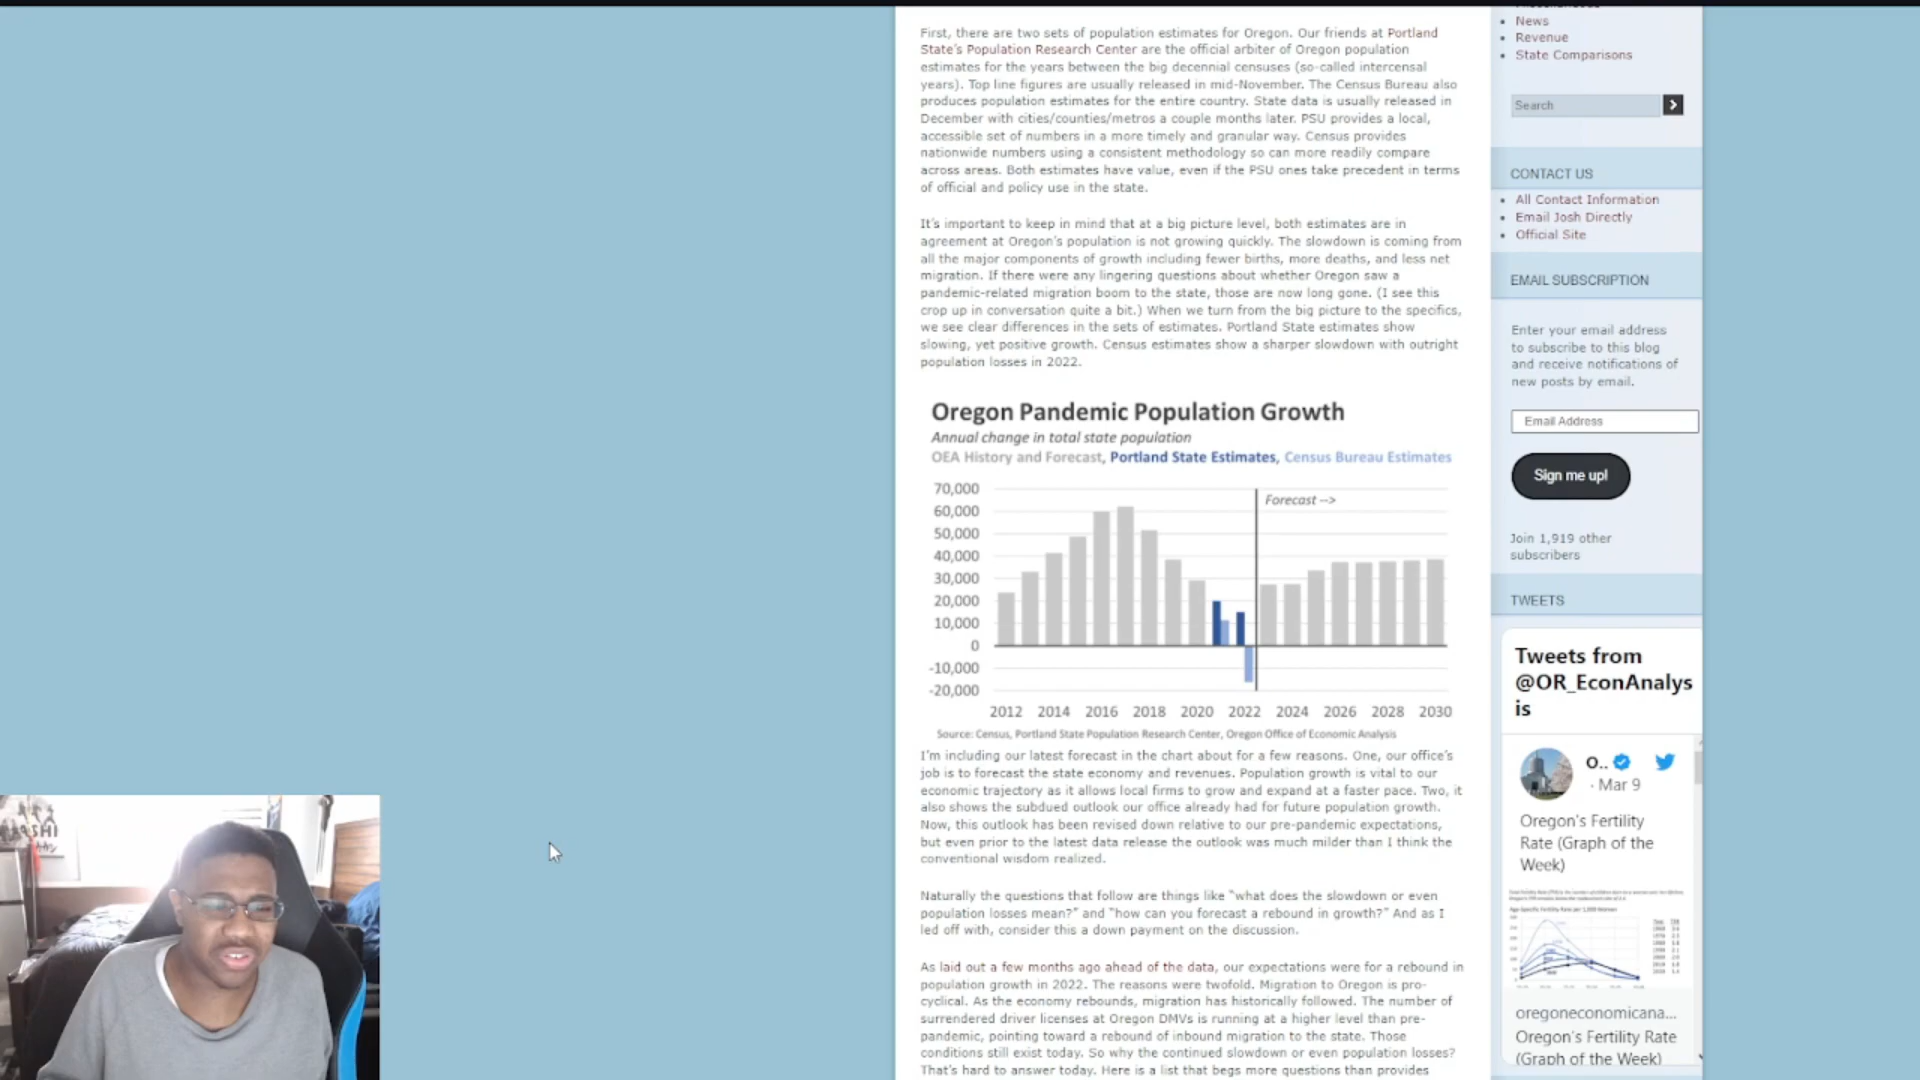 First, there are two sets of population estimates for Oregon. Our friends at Portland
State's Population Research Center are the official arbiter of Oregon population
estimates for the years between the big decennial censuses (so-called intercensal
years). Top line figures are usually released in mid-November. The Census Bureau also
produces population estimates for the entire country. State data is usually released in
December with cities/counties/metros a couple months later. PSU provides a local,
accessible set of numbers in a more timely and granular way. Census provides
nationwide numbers using a consistent methodology so can more readily compare
across areas. Both estimates have value, even if the PSU ones take precedent in terms
of official and policy use in the state.
It's important to keep in mind that at a big picture level, both estimates are in
agreement at Oregon's population is not growing quickly. The slowdown is coming from
all the major components of growth including fewer births, more deaths, and less net
migration. If there were any lingering questions about whether Oregon saw a
pandemic-related migration boom to the state, those are now long gone. (I see this
crop up in conversation quite a bit.) When we turn from the big picture to the specifics,
we see clear differences in the sets of estimates. Portland State estimates show
slowing, yet positive growth. Census estimates show a sharper slowdown with outright
population losses in 2022.
Oregon Pandemic Population Growth
Annual change in total state population
OEA History and Forecast, Portland State Estimates, Census Bureau Estimates
70,000
60,000
50,000
40,000
30,000
20,000
10,000
0
-10,000
-20,000
Forecast -->
2012 2014 2016 2018 2020 2022 2024 2026 2028 2030
Source: Census, Portland State Population Research Center, Oregon Office of Economic Analysis
I'm including our latest forecast in the chart about for a few reasons. One, our office's
job is to forecast the state economy and revenues. Population growth is vital to our
economic trajectory as it allows local firms to grow and expand at a faster pace. Two, it
also shows the subdued outlook our office already had for future population growth.
Now, this outlook has been revised down relative to our pre-pandemic expectations,
but even prior to the latest data release the outlook was much milder than I think the
conventional wisdom realized.
Naturally the questions that follow are things like "what does the slowdown or even
population losses mean?" and "how can you forecast a rebound in growth?" And as I
led off with, consider this a down payment on the discussion.
As laid out a few months ago ahead of the data, our expectations were for a rebound in
population growth in 2022. The reasons were twofold. Migration to Oregon is pro-
cyclical. As the economy rebounds, migration has historically followed. The number of
surrendered driver licenses at Oregon DMVs is running at a higher level than pre-
pandemic, pointing toward a rebound of inbound migration to the state. Those
conditions still exist today. So why the continued slowdown or even population losses?
That's hard to answer today. Here is a list that begs more questions than provides
News
Revenue
State Comparisons
Search
CONTACT US
All Contact Information
Email Josh Directly
Official Site
EMAIL SUBSCRIPTION
Enter your email address
to subscribe to this blog
and receive notifications of
new posts by email.
Email Address
Sign me up!
Join 1,919 other
subscribers
TWEETS
Tweets from
@OR_EconAnalys
is
O..
· Mar 9
Oregon's Fertility
Rate (Graph of the
Week)
oregoneconomicana...
Oregon's Fertility Rate
(Graph of the Week)